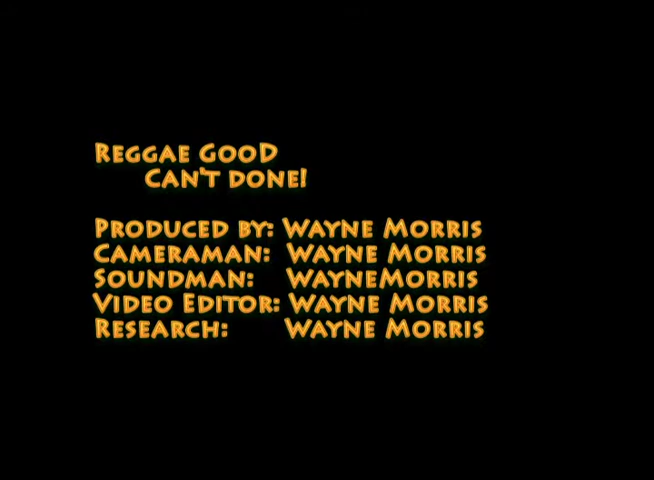 Reggae GooD
Can't done!
Produced by: Wayne Morris
Cameraman: Wayne Morris
Soundman: WayneMorris
Video Editor: Wayne Morris
Research: Wayne Morris